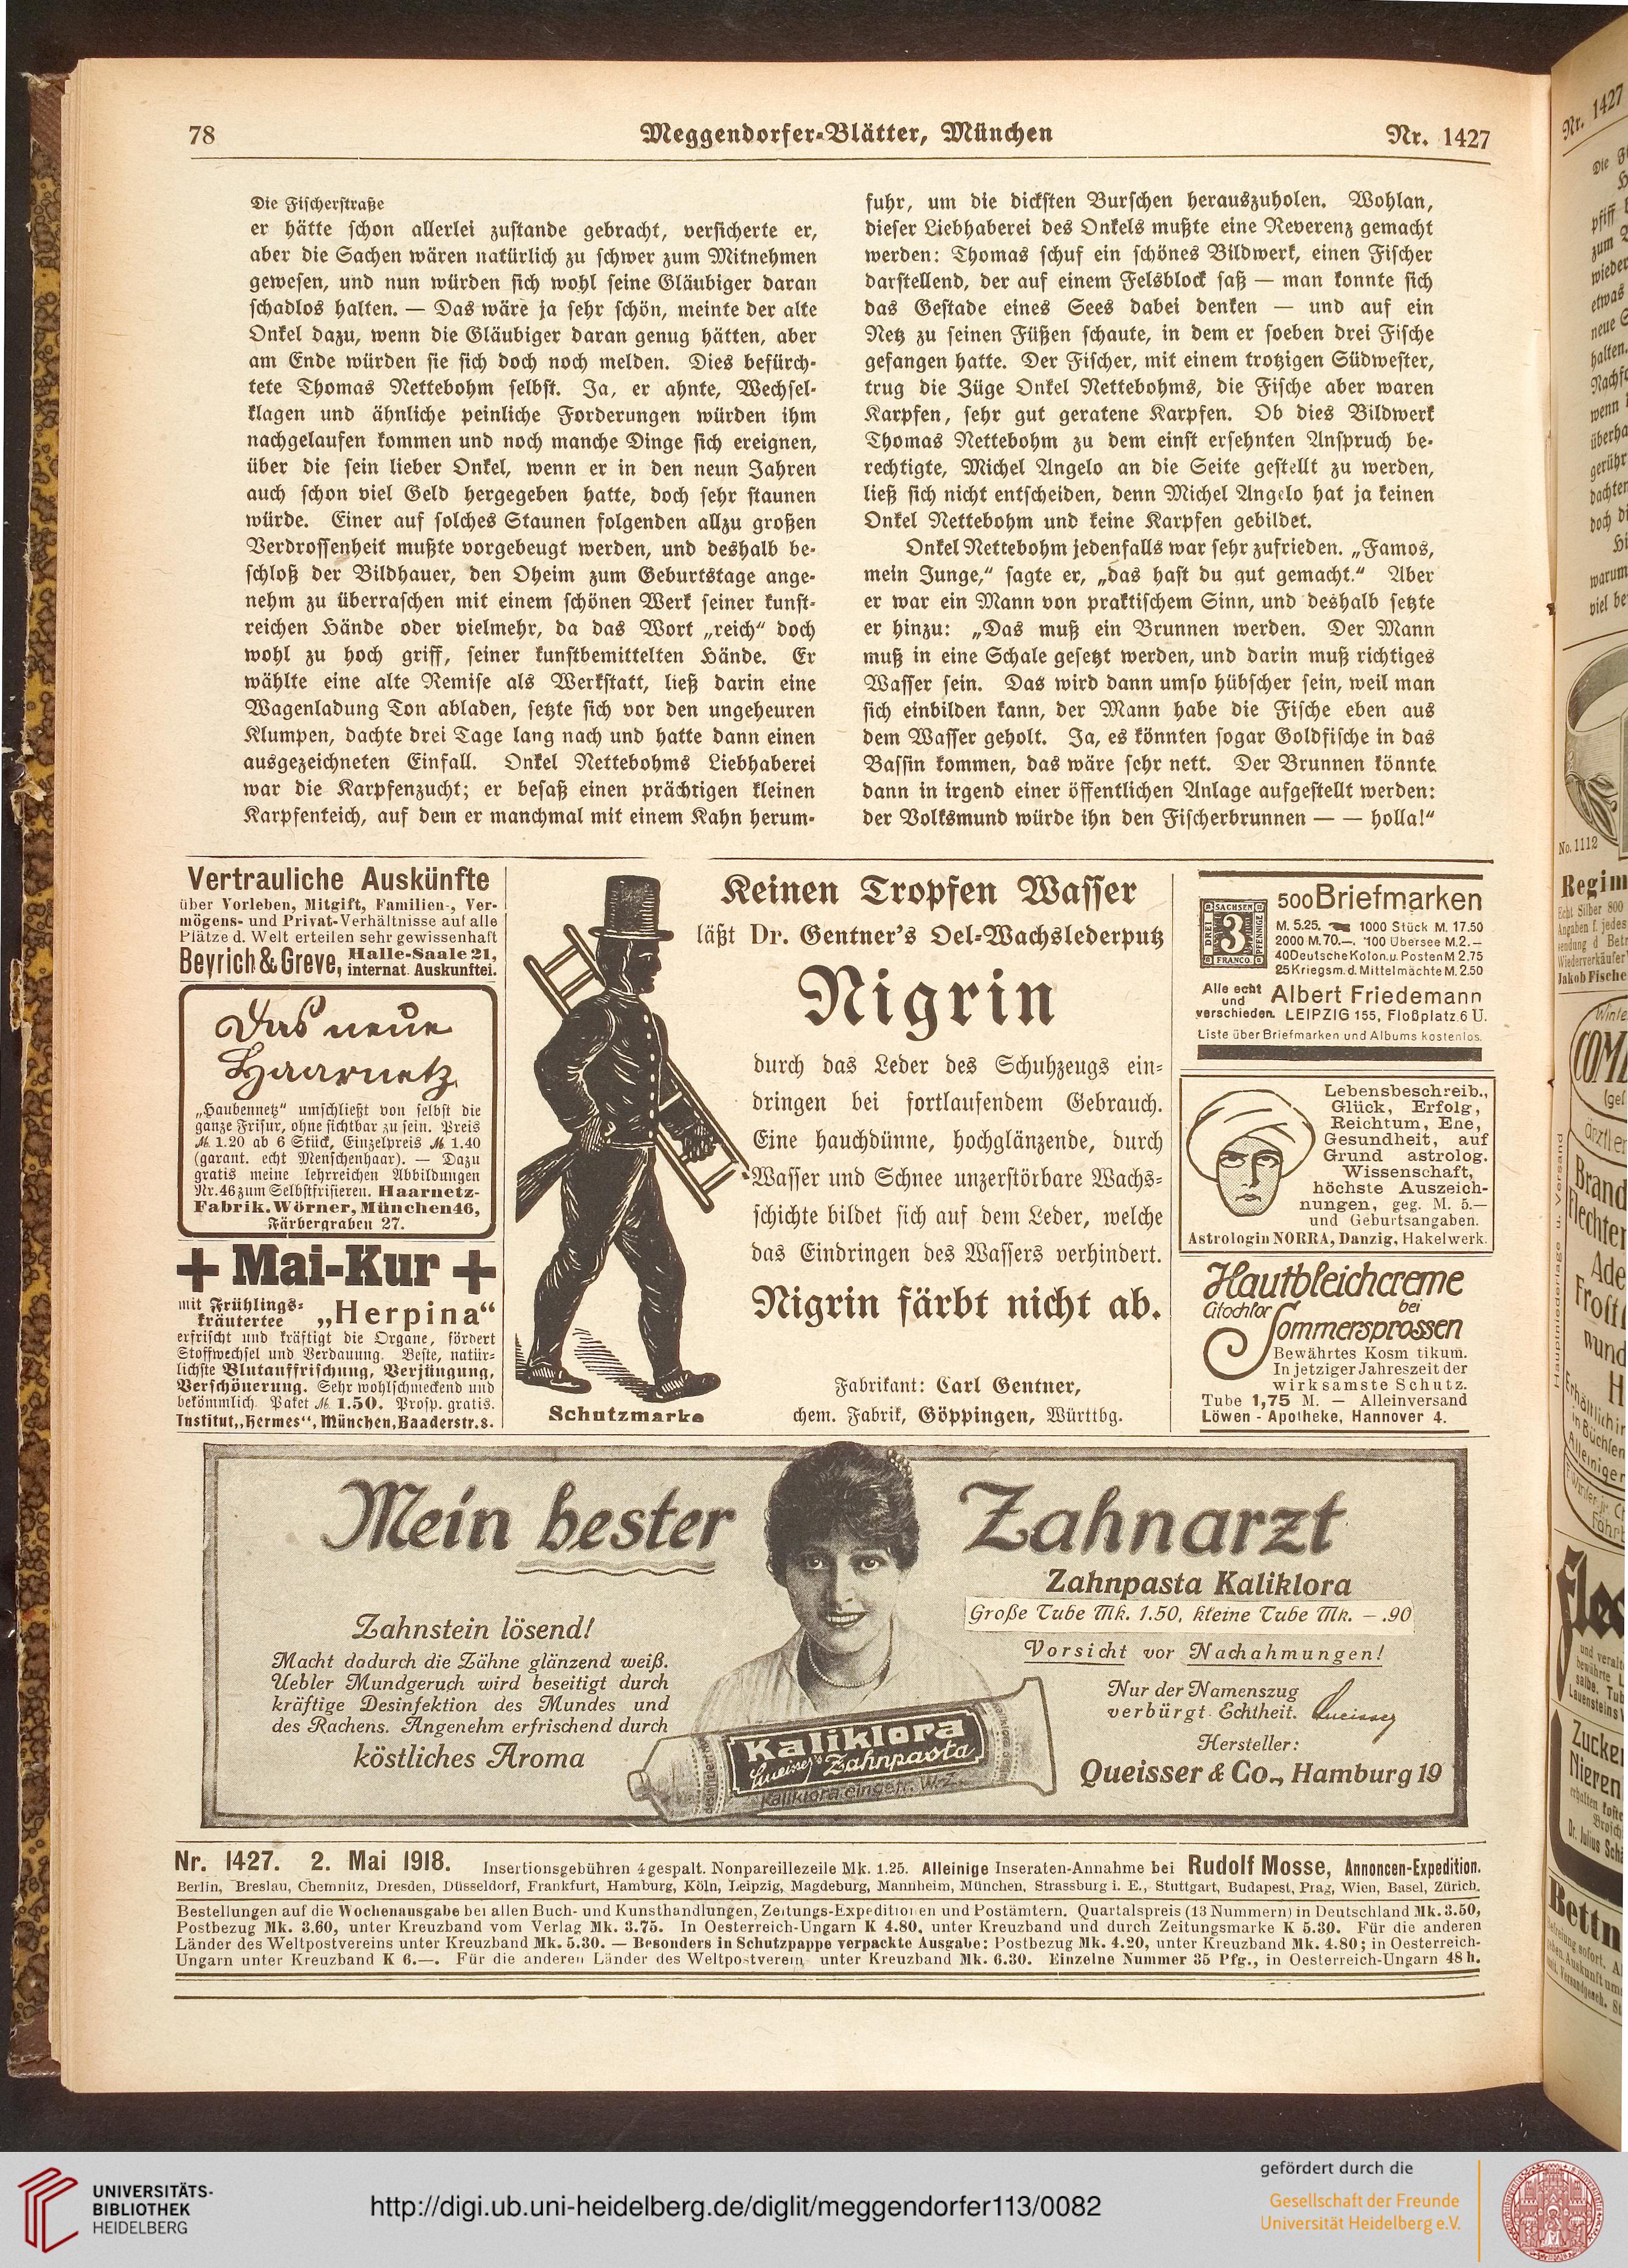 78
Meggendorfer-Blätter, München
Nr. 1427
Die Fischerstraße
er hätte schon allerlei zustande gebracht, versicherte er,
aber die Sachen wären natürlich zu schwer zum Mitnehmen
gewesen, und nun würden sich wohl seine Gläubiger daran
schadlos halten. — Das wäre ja sehr schön, meinte der alte
Onkel dazu, wenn die Gläubiger daran genug hätten, aber
am Ende würden sie sich doch noch melden. Dies befürch-
tete Thomas Nettebohm selbst. Ja, er ahnte, Wechsel-
klagen und ähnliche peinliche Forderungen würden ihm
nachgelaufen kommen und noch manche Dinge sich ereignen,
über die sein lieber Onkel, wenn er in den neun Jahren
auch schon viel Geld hergegeben hatte, doch sehr staunen
würde. Einer auf solches Staunen folgenden allzu großen
Verdrossenheit mußte vorgebeugt werden, und deshalb be-
schloß der Bildhauer, den Oheim zum Geburtstage ange-
nehm zu überraschen mit einem schönen Werk seiner kunst-
reichen Hände oder vielmehr, da das Wort „reich“ doch
wohl zu hoch griff, seiner kunstbemittelten Hände. Er
wählte eine alte Remise als Werkstatt, ließ darin eine
Wagenladung Ton abladen, setzte sich vor den ungeheuren
Klumpen, dachte drei Tage lang nach und hatte dann einen
ausgezeichneten Einfall. Onkel Nettebohms Liebhaberei
war die Karpfenzucht; er besaß einen prächtigen kleinen
Karpfenteich, auf dem er manchmal mit einem Kahn herum-
fuhr, um die dicksten Burschen herauszuholen. Wohlan,
dieser Liebhaberei des Onkels mußte eine Reverenz gemacht
werden: Thomas schuf ein schönes Bildwerk, einen Fischer
darstellend, der auf einem Felsblock saß — man konnte sich
das Gestade eines Sees dabei denken — und auf ein
Netz zu seinen Füßen schaute, in dem er soeben drei Fische
gefangen hatte. Der Fischer, mit einem trotzigen Südwester,
trug die Züge Onkel Nettebohms, die Fische aber waren
Karpfen, sehr gut geratene Karpfen. Ob dies Bildwerk
Thomas Nettebohm zu dem einst ersehnten Anspruch be-
rechtigte, Michel Angelo an die Seite gestellt zu werden,
ließ sich nicht entscheiden, denn Michel Angelo hat ja keinen
Onkel Nettebohm und keine Karpfen gebildet.
Onkel Nettebohm jedenfalls war sehr zufrieden. „Famos,
mein Junge,“ sagte er, „das hast du gut gemacht.“ Aber
er war ein Mann von praktischem Sinn, und deshalb setzte
er hinzu: „Das muß ein Brunnen werden. Der Mann
muß in eine Schale gesetzt werden, und darin muß richtiges
Wasser sein. Das wird dann umso hübscher sein, weil man
sich einbilden kann, der Mann habe die Fische eben aus
dem Wasser geholt. Ja, es könnten sogar Goldfische in das
Bassin kommen, das wäre sehr nett. Der Brunnen könnte
dann in irgend einer öffentlichen Anlage aufgestellt werden:
der Volksmund würde ihn den Fischerbrunnen — — holla!“
Vertrauliche Auskünfte
über Vorleben, Mitgift, Familien-, Ver-
mögens- und Privat-Verhältnisse auf alle
Plätze d. Welt erteilen sehr gewissenhaft
Beyrich & Greve, Halle-Saale 21,
internat. Auskunftei.
Das neue
Haarnetz
„Haubennetz“ umschließt von selbst die
ganze Frisur, ohne sichtbar zu sein. Preis
M 1.20 ab 6 Stück, Einzelpreis M 1.40
(garant. echt Menschenhaar). — Dazu
gratis meine lehrreichen Abbildungen
Nr. 46 zum Selbstfrisieren. Haarnetz-
Fabrik, Wörner, München 46,
Färbergraben 27.
+ Mai-Kur +
mit Frühlings-
kräutertee „Herpina“
erfrischt und kräftigt die Organe, fördert
Stoffwechsel und Verdauung. Beste, natür-
lichste Blutauffrischung, Verjüngung,
Verschönerung. Sehr wohlschmeckend und
bekömmlich. Paket M 1.50. Prosp. gratis.
Institut „Hermes“, München, Baaderstr. 8.
Schutzmarke
Keinen Tropfen Wasser
läßt Dr. Gentner's Oel-Wachslederputz
Nigrin
durch das Leder des Schuhzeugs ein-
dringen bei fortlaufendem Gebrauch.
Eine hauchdünne, hochglänzende, durch
Wasser und Schnee unzerstörbare Wachs-
schichte bildet sich auf dem Leder, welche
das Eindringen des Wassers verhindert.
Nigrin färbt nicht ab.
Fabrikant: Carl Gentner,
chem. Fabrik, Göppingen, Württbg.
SACHSEN
DREI
3
PFENNIGE
FRANCO
500 Briefmarken
M. 5.25. 1000 Stück M. 17.50
2000 M. 70.—. 100 Übersee M. 2.—
40 Deutsche Kolon. u. Posten M 2.75
25 Kriegsm. d. Mittelmächte M. 2.50
Alle echt
und
verschieden.
Albert Friedemann
LEIPZIG 155, Floßplatz 6 U.
Liste über Briefmarken und Albums kostenlos.
Lebensbeschreib.,
Glück, Erfolg,
Reichtum, Ehe,
Gesundheit, auf
Grund astrolog.
Wissenschaft,
höchste Auszeich-
nungen, geg. M. 5.—
und Geburtsangaben.
Astrologin NORRA, Danzig, Hakelwerk.
Hautbleichcreme
Citochlor bei
Sommersprossen
Bewährtes Kosmetikum.
In jetziger Jahreszeit der
wirksamste Schutz.
Tube 1,75 M. — Alleinversand
Löwen-Apotheke, Hannover 4.
Mein bester Zahnarzt
Zahnpasta Kaliklora
Große Tube Mk. 1.50, kleine Tube Mk. —.90
Zahnstein lösend!
Macht dadurch die Zähne glänzend weiß.
Uebler Mundgeruch wird beseitigt durch
kräftige Desinfektion des Mundes und
des Rachens. Angenehm erfrischend durch
köstliches Aroma
Vorsicht vor Nachahmungen!
Nur der Namenszug
verbürgt Echtheit. Queisser
Hersteller:
Queisser & Co., Hamburg 19
Kaliklora
Queisser's Zahnpasta
Kaliklora eingetr. W-Z.
Nr. 1427. 2. Mai 1918. Insertionsgebühren 4 gespalt. Nonpareillezeile Mk. 1.25. Alleinige Inseraten-Annahme bei Rudolf Mosse, Annoncen-Expedition.
Berlin, Breslau, Chemnitz, Dresden, Düsseldorf, Frankfurt, Hamburg, Köln, Leipzig, Magdeburg, Mannheim, München, Strassburg i. E., Stuttgart, Budapest, Prag, Wien, Basel, Zürich.
Bestellungen auf die Wochenausgabe bei allen Buch- und Kunsthandlungen, Zeitungs-Expeditionen und Postämtern. Quartalspreis (13 Nummern) in Deutschland Mk. 3.50,
Postbezug Mk. 3.60, unter Kreuzband vom Verlag Mk. 3.75. In Oesterreich-Ungarn K 4.80, unter Kreuzband und durch Zeitungsmarke K 5.30. Für die anderen
Länder des Weltpostvereins unter Kreuzband Mk. 5.30. — Besonders in Schutzpappe verpackte Ausgabe: Postbezug Mk. 4.20, unter Kreuzband Mk. 4.80; in Oesterreich-
Ungarn unter Kreuzband K 6.—. Für die anderen Länder des Weltpostverein unter Kreuzband Mk. 6.30. Einzelne Nummer 35 Pfg., in Oesterreich-Ungarn 48 h.
Nr. 1427
No. 1112
UNIVERSITÄTS-
BIBLIOTHEK
HEIDELBERG
http://digi.ub.uni-heidelberg.de/diglit/meggendorfer113/0082
gefördert durch die
Gesellschaft der Freunde
Universität Heidelberg e.V.